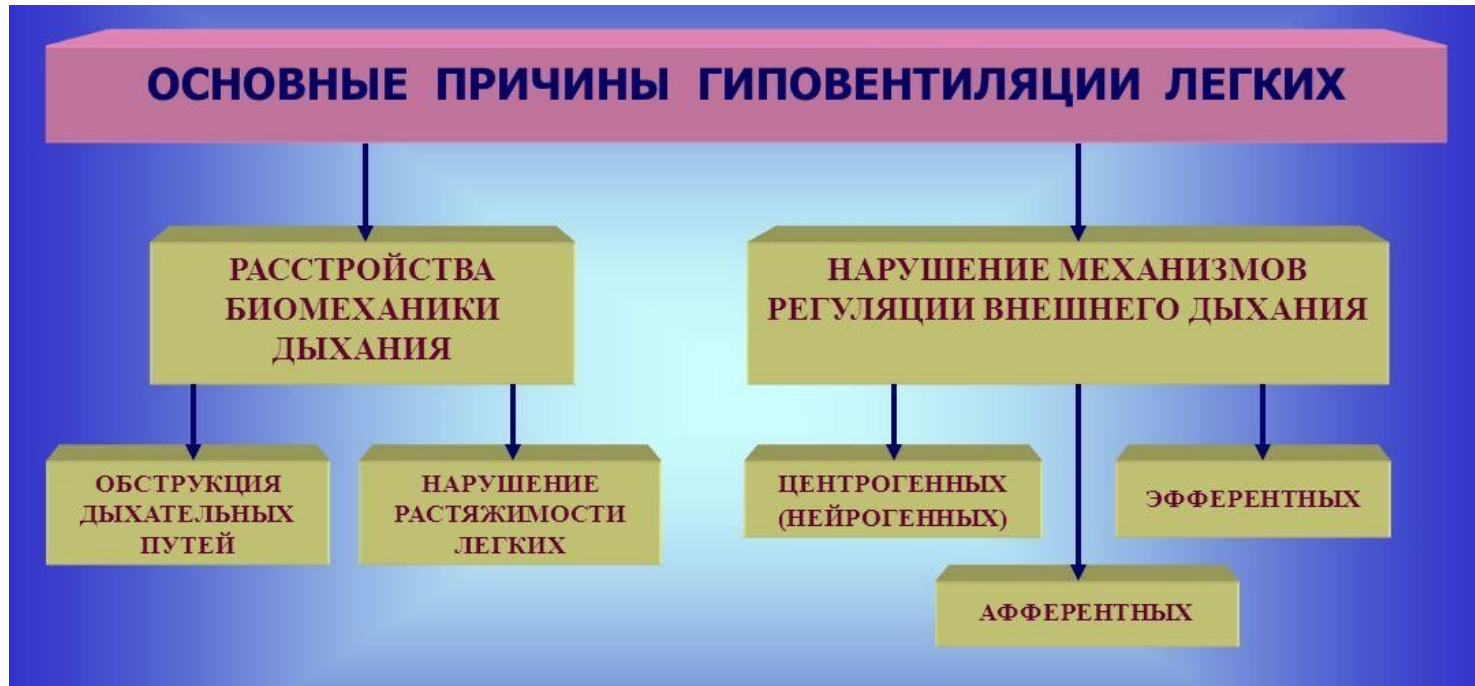 ОСНОВНЫЕ ПРИЧИНЫ ГИПОВЕНТИЛЯЦИИ ЛЕГКИХ
РАССТРОЙСТВА
БИОМЕХАНИКИ
ДЫХАНИЯ
НАРУШЕНИЕ МЕХАНИЗМОВ
РЕГУЛЯЦИИ ВНЕШНЕГО ДЫХАНИЯ
ОБСТРУКЦИЯ
ДЫХАТЕЛЬНЫХ
ПУТЕЙ
НАРУШЕНИЕ
РАСТЯЖИМОСТИ
ЛЕГКИХ
ЦЕНТРОГЕННЫХ
(НЕЙРОГЕННЫХ)
ЭФФЕРЕНТНЫХ
АФФЕРЕНТНЫХ